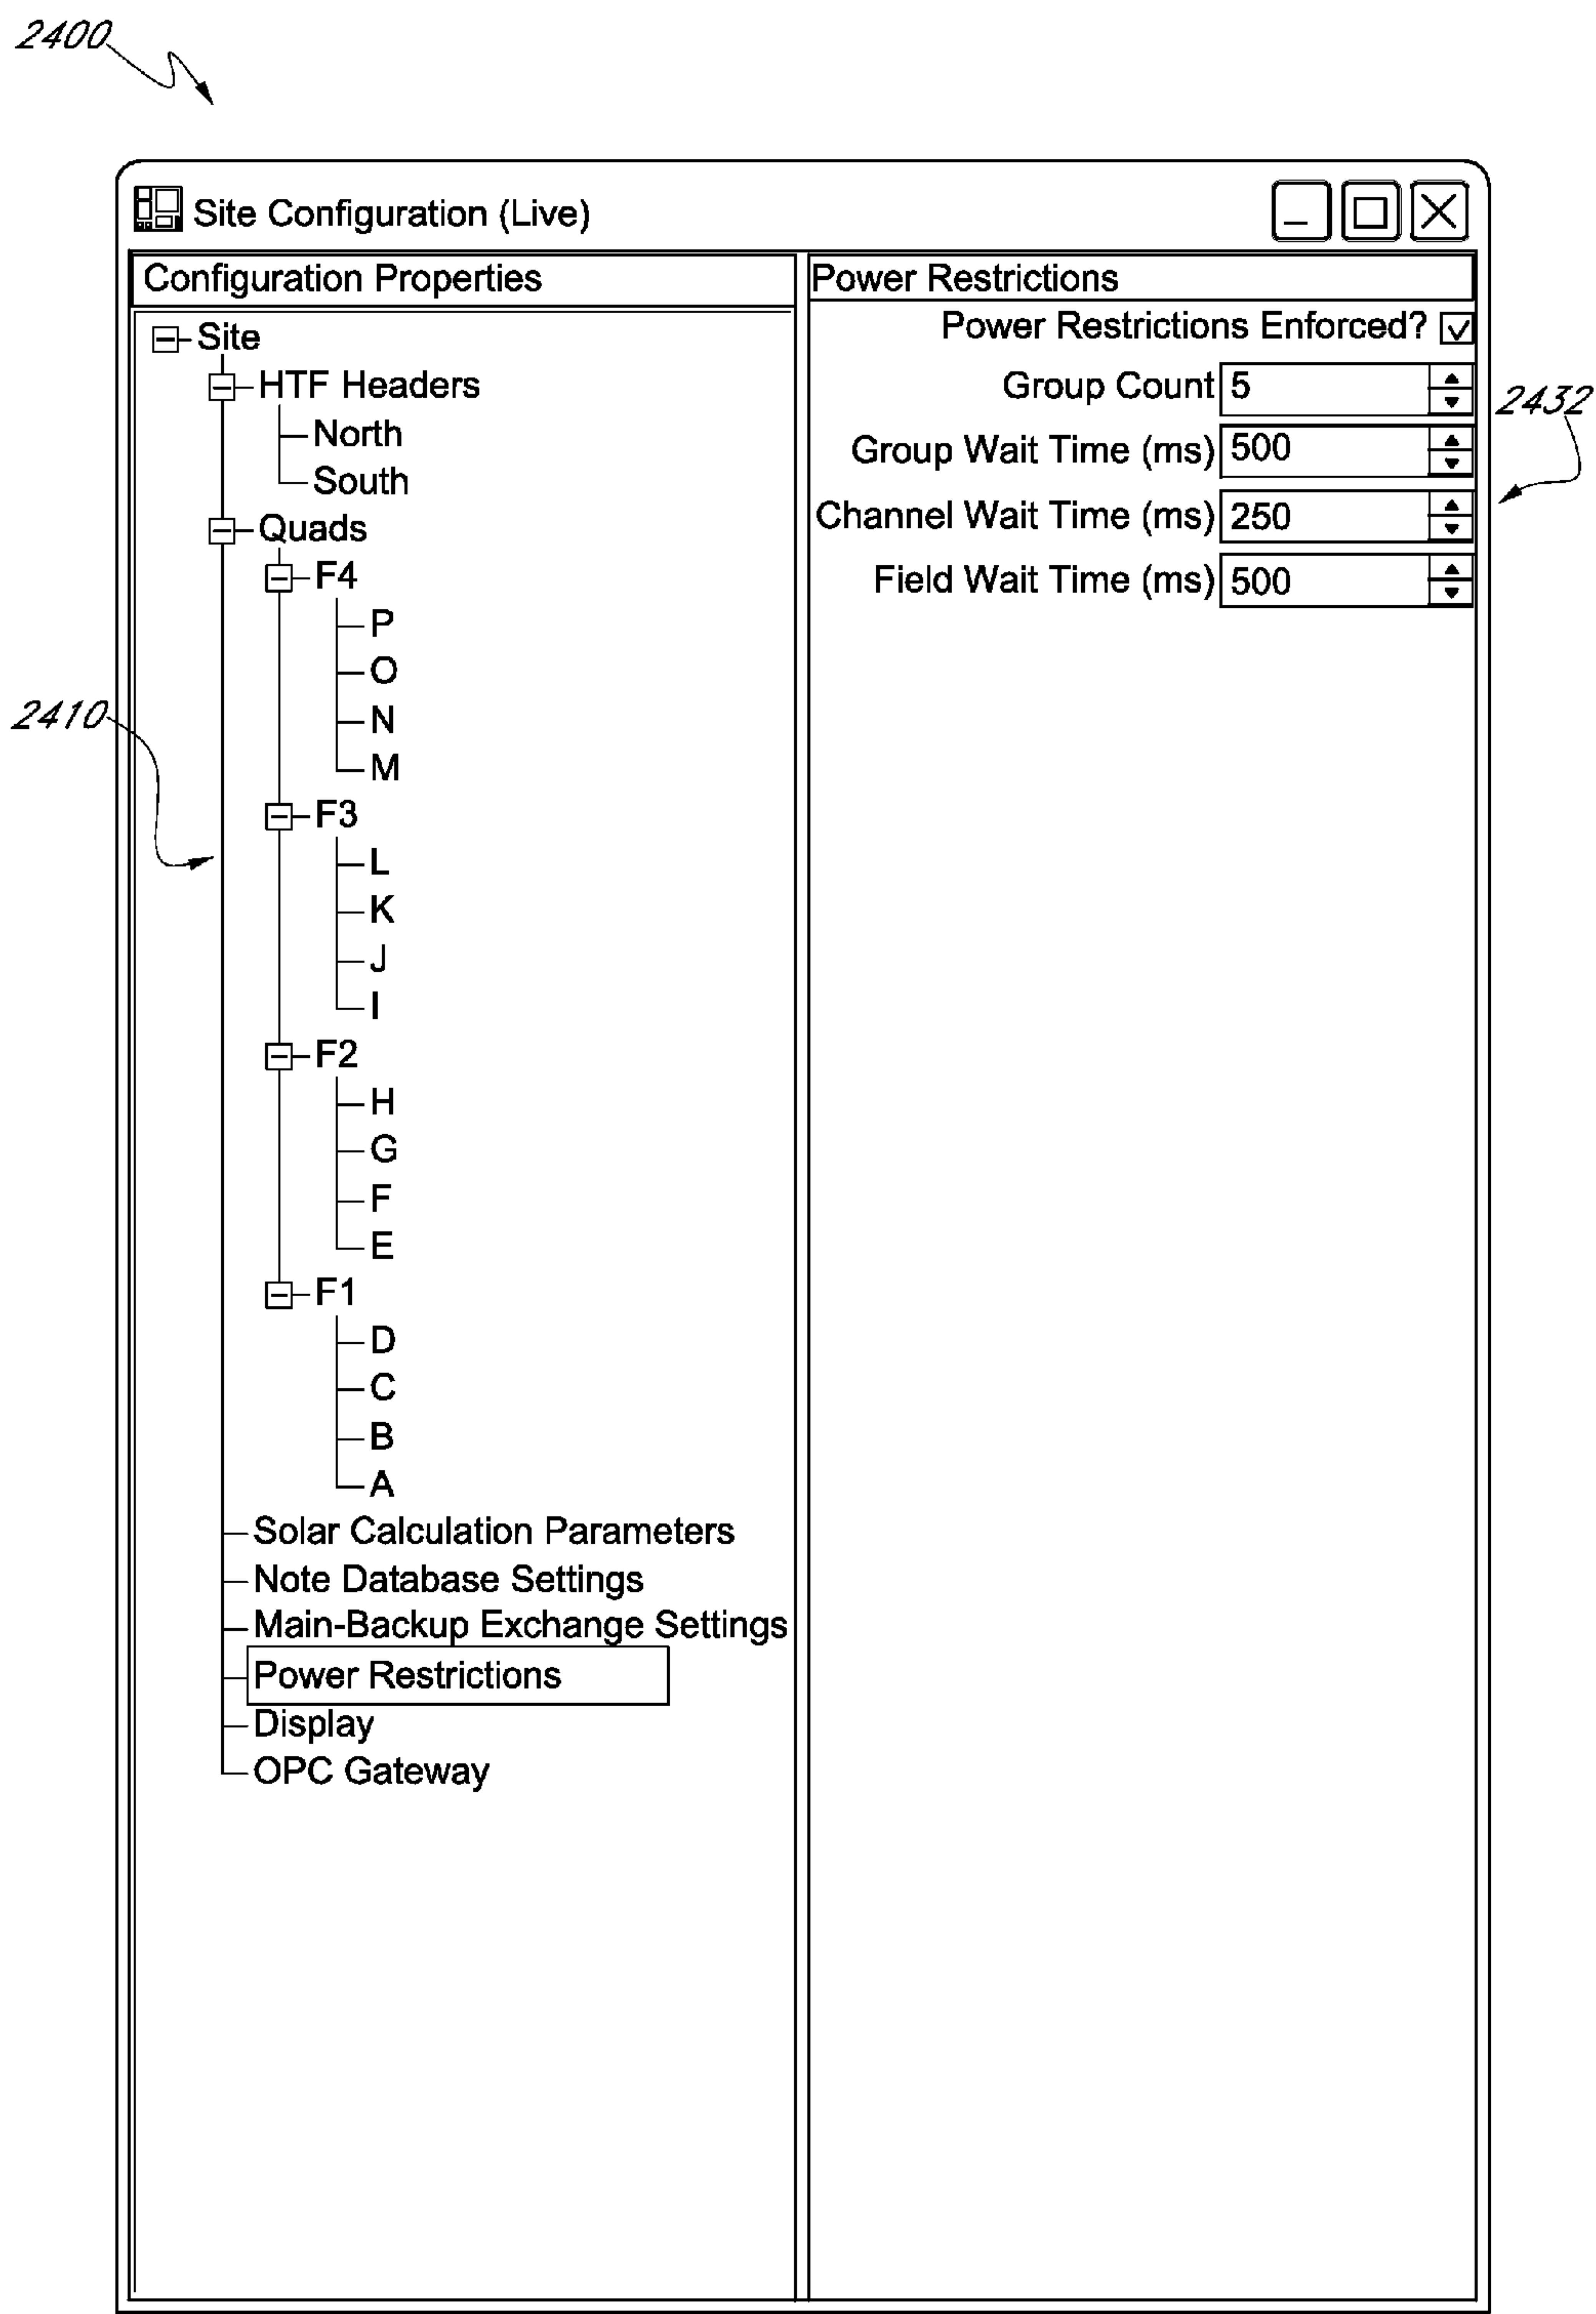 2400
Site Configuration (Live)
Configuration Properties
Site
HTF Headers
North
South
Quads
F4
P
O
N
M
2410
F3
L
K
J
I
F2
H
G
F
E
F1
D
C
B
A
Solar Calculation Parameters
Note Database Settings
Main-Backup Exchange Settings
Power Restrictions
Display
OPC Gateway
Power Restrictions
Power Restrictions Enforced?
Group Count 5
Group Wait Time (ms) 500
Channel Wait Time (ms) 250
Field Wait Time (ms) 500
2432